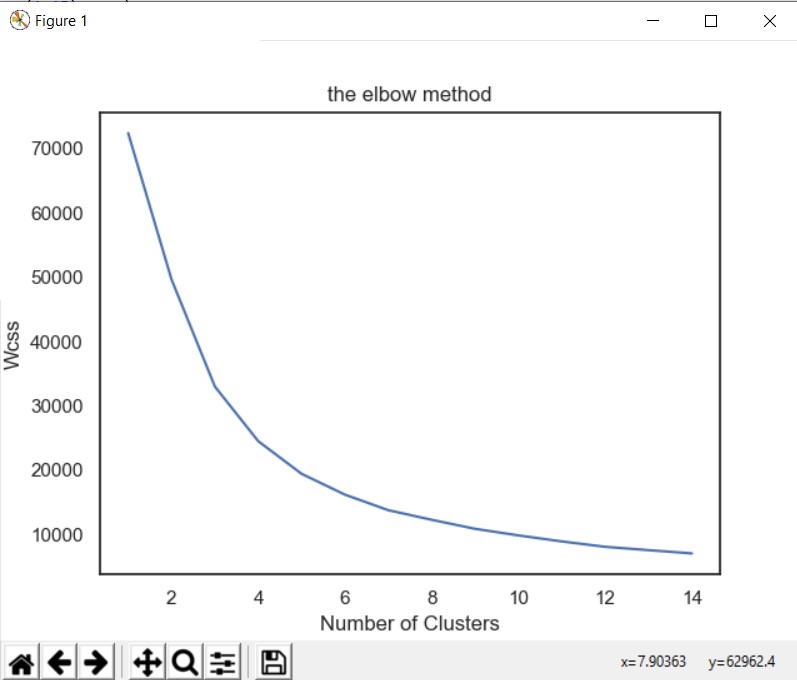 Figure 1
the elbow method
70000
60000
50000
40000
30000
20000
10000
Wcss
2 4 6 8 10 12 14
Number of Clusters
x=7.90363 y=62962.4